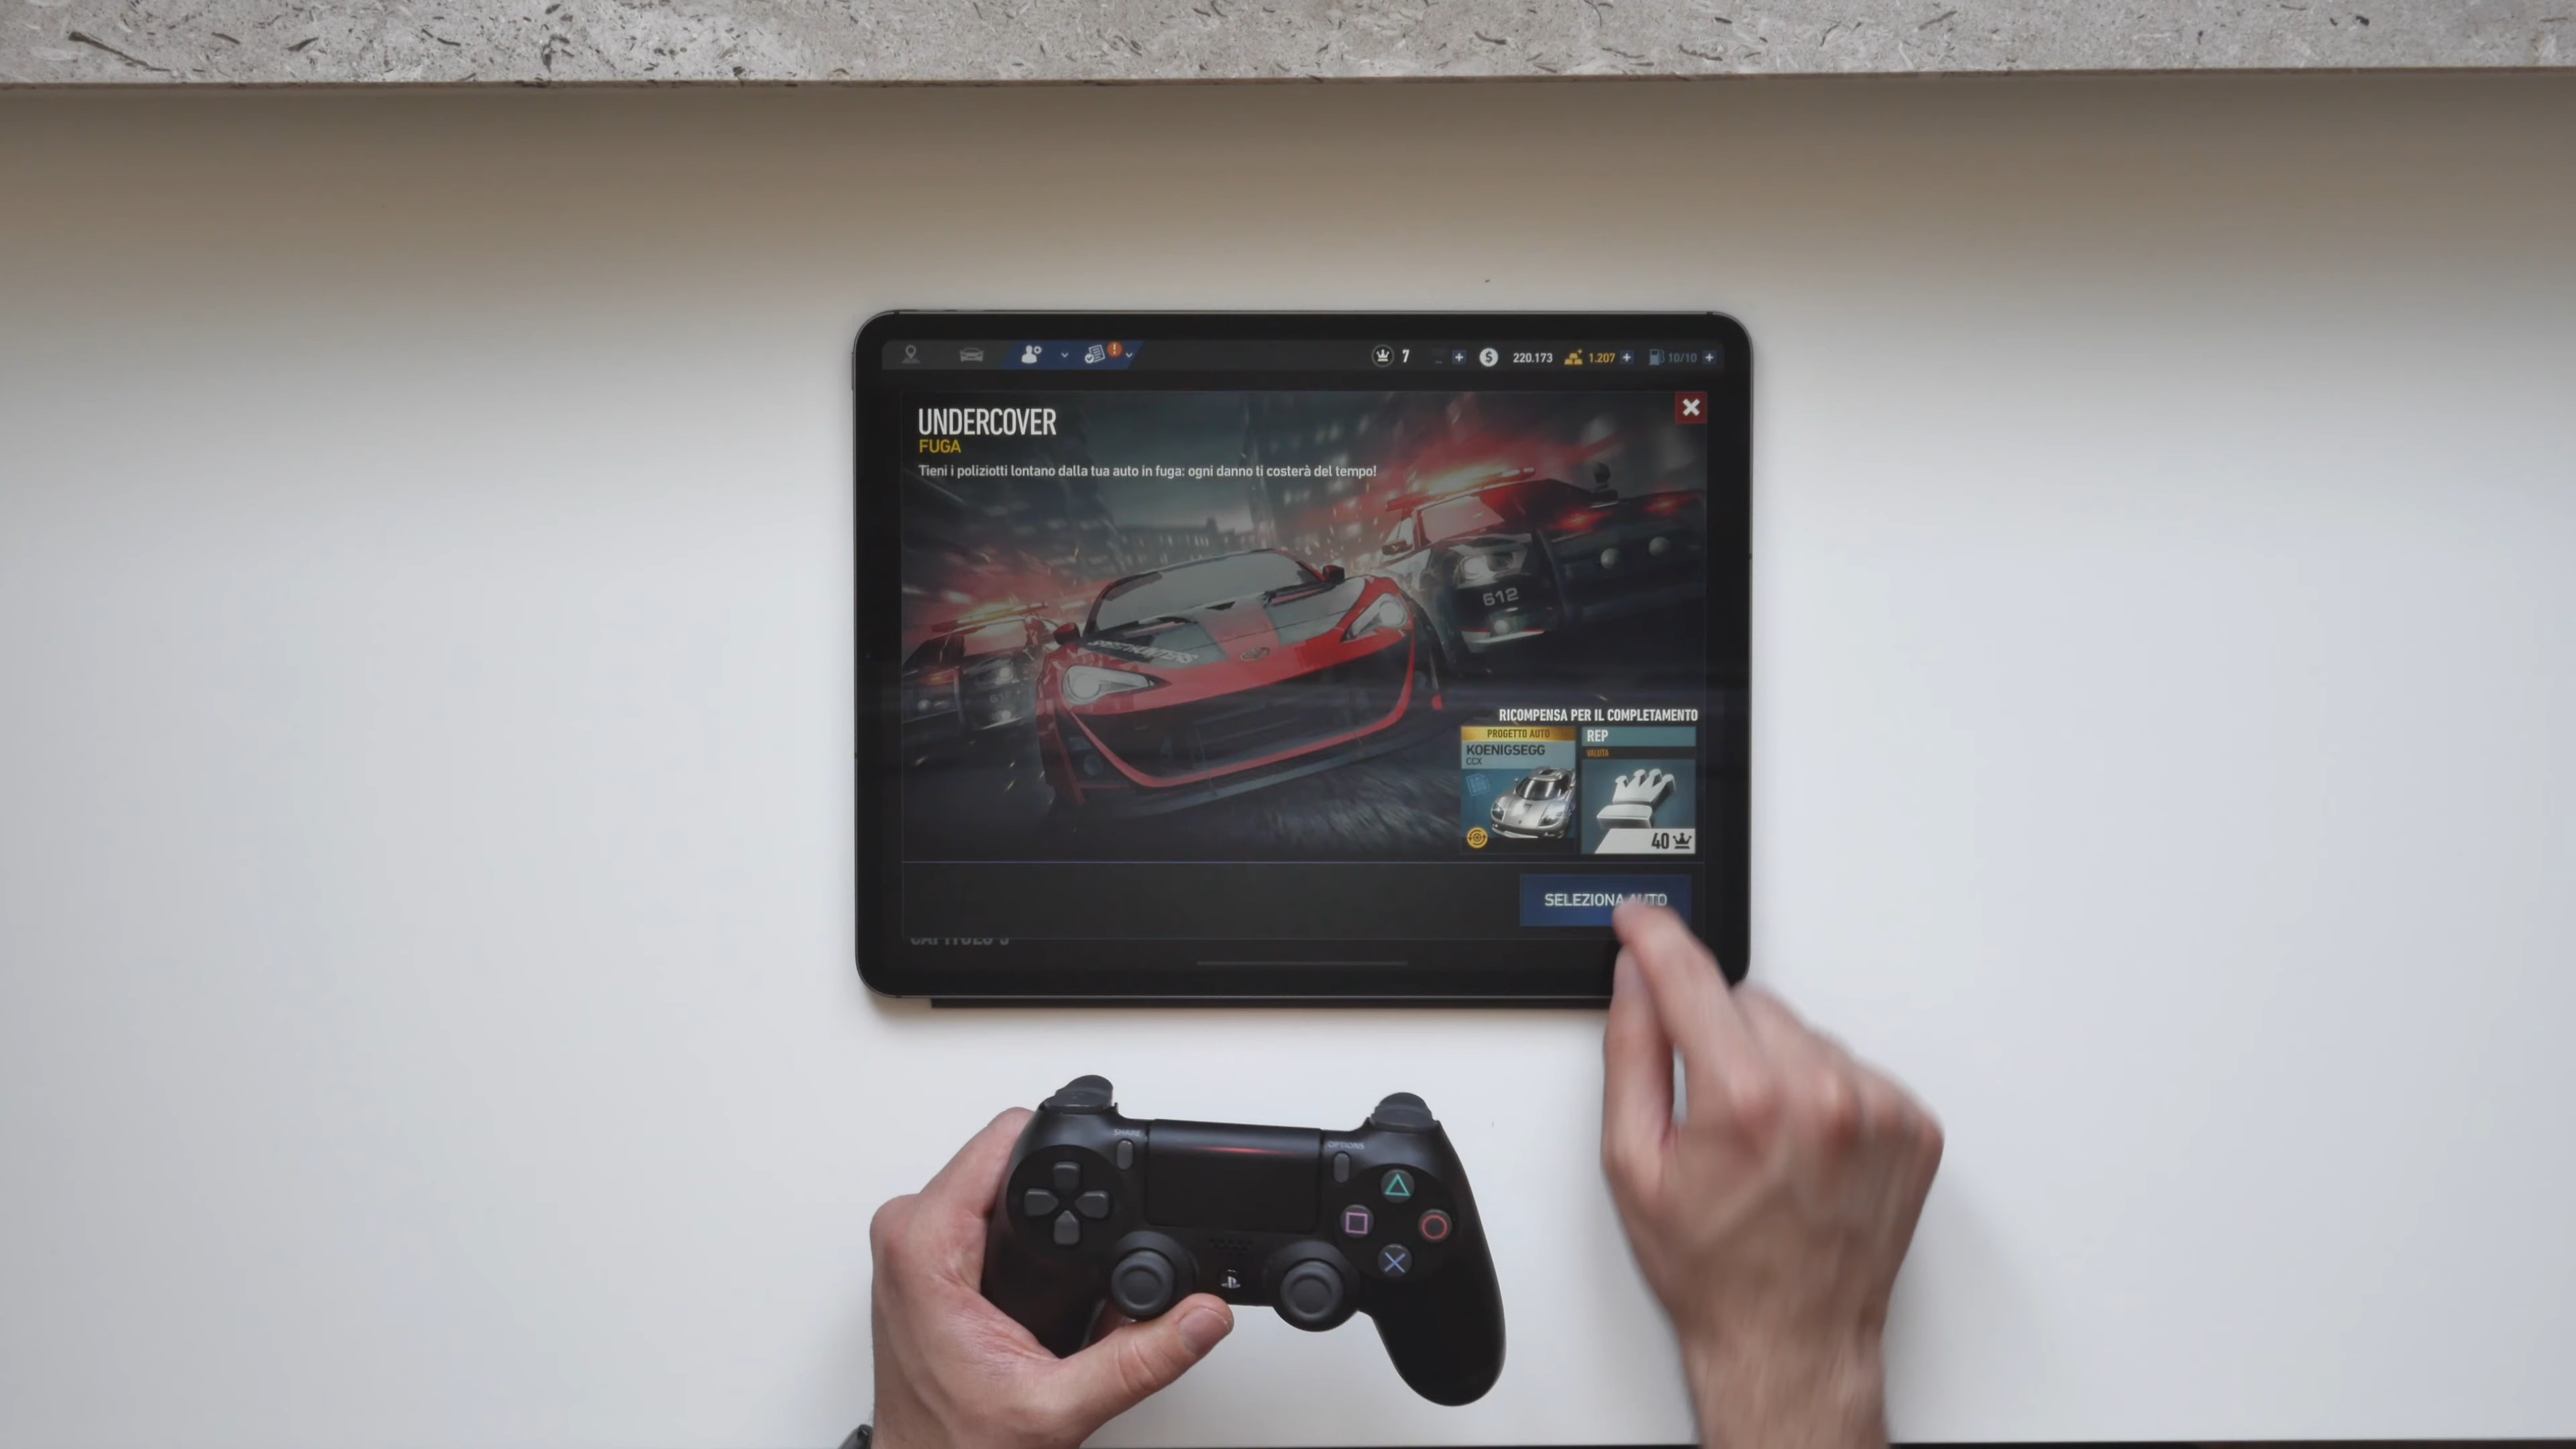 7
220.173
1.207
10/10
UNDERCOVER
FUGA
Tieni i poliziotti lontano dalla tua auto in fuga: ogni danno ti costerà del tempo!
612
SPEEDHUNTERS
RICOMPENSA PER IL COMPLETAMENTO
PROGETTO AUTO
KOENIGSEGG
CCX
REP
VALUTA
40
SELEZIONA AUTO
CAPITOLO
SHARE
OPTIONS